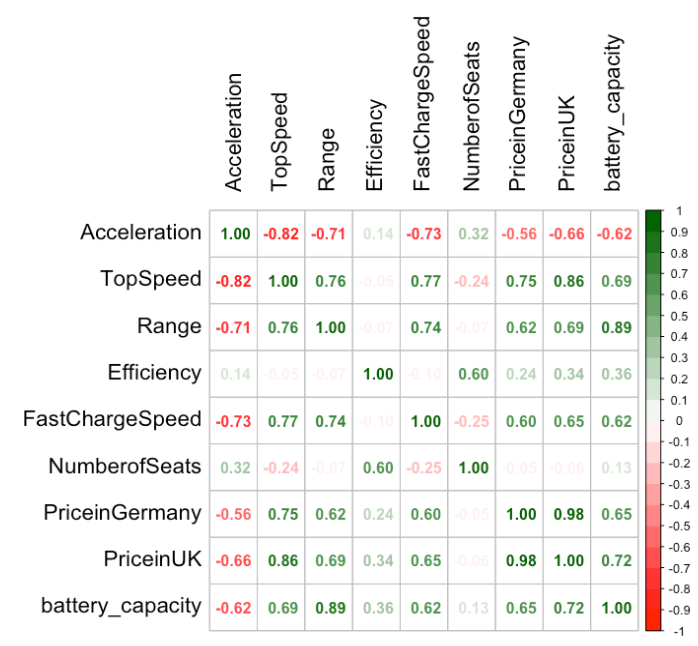 Acceleration TopSpeed Range Efficiency FastChargeSpeed NumberofSeats PriceinGermany PriceinUK battery_capacity
Acceleration 1.00 -0.82 -0.71 0.14 -0.73 0.32 -0.56 -0.66 -0.62
TopSpeed -0.82 1.00 0.76 -0.05 0.77 -0.24 0.75 0.86 0.69
Range -0.71 0.76 1.00 -0.07 0.74 -0.07 0.62 0.69 0.89
Efficiency 0.14 -0.05 -0.07 1.00 -0.10 0.60 0.24 0.34 0.36
FastChargeSpeed -0.73 0.77 0.74 -0.10 1.00 -0.25 0.60 0.65 0.62
NumberofSeats 0.32 -0.24 -0.07 0.60 -0.25 1.00 -0.05 -0.06 0.13
PriceinGermany -0.56 0.75 0.62 0.24 0.60 -0.05 1.00 0.98 0.65
PriceinUK -0.66 0.86 0.69 0.34 0.65 -0.06 0.98 1.00 0.72
battery_capacity -0.62 0.69 0.89 0.36 0.62 0.13 0.65 0.72 1.00
1
0.9
0.8
0.7
0.6
0.5
0.4
0.3
0.2
0.1
0
-0.1
-0.2
-0.3
-0.4
-0.5
-0.6
-0.7
-0.8
-0.9
-1